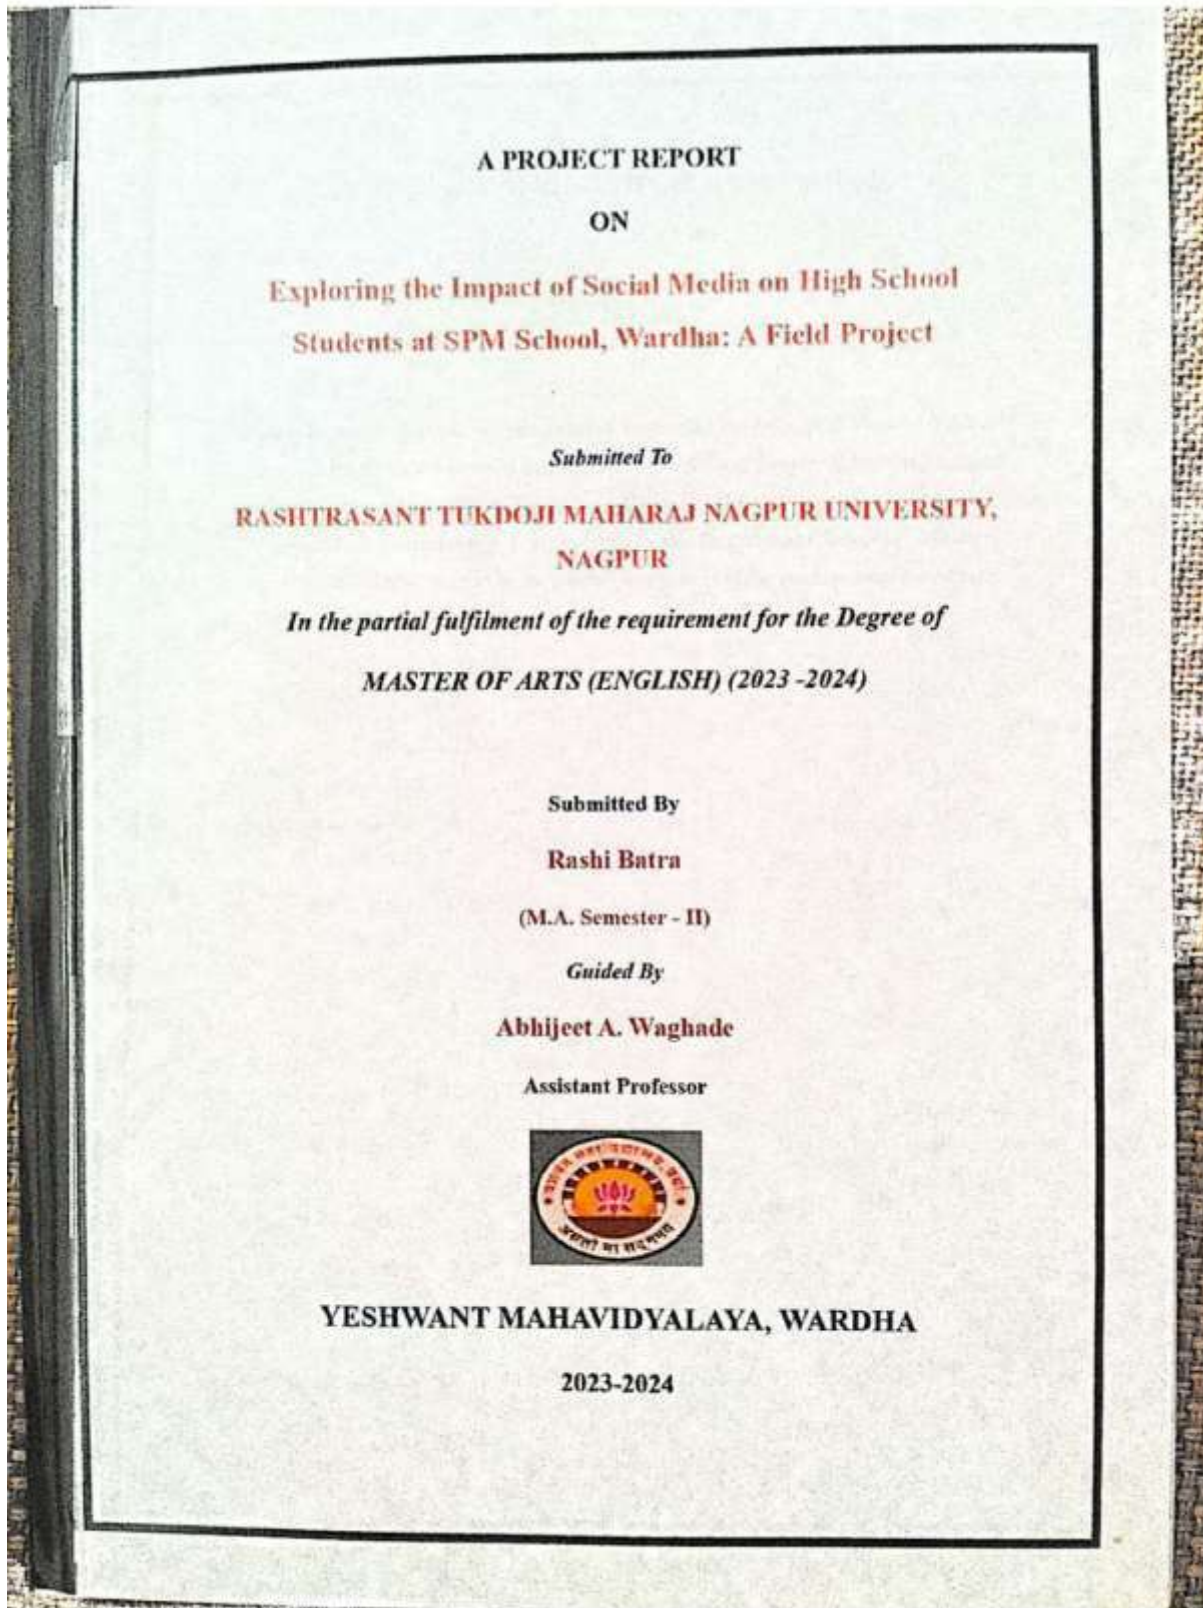 A PROJECT REPORT
ON
Exploring the Impact of Social Media on High School
Students at SPM School, Wardha: A Field Project
Submitted To
RASHTRASANT TUKDOJI MAHARAJ NAGPUR UNIVERSITY,
NAGPUR
In the partial fulfilment of the requirement for the Degree of
MASTER OF ARTS (ENGLISH) (2023 -2024)
Submitted By
Rashi Batra
(M.A. Semester - II)
Guided By
Abhijeet A. Waghade
Assistant Professor
असतो मा सद्गमय
YESHWANT MAHAVIDYALAYA, WARDHA
2023-2024